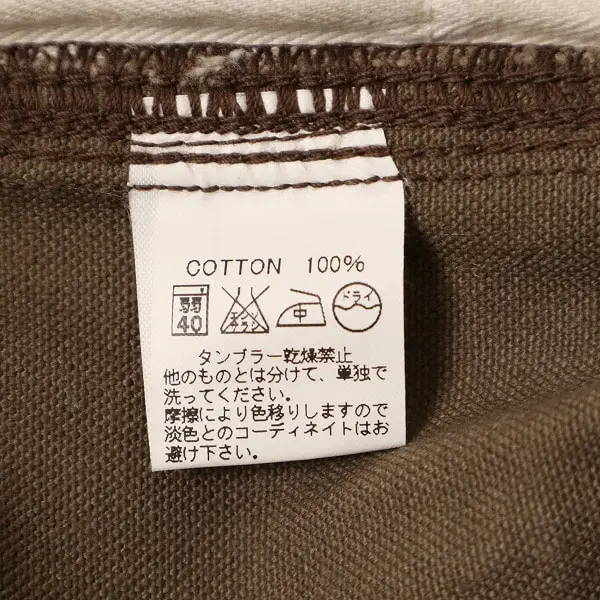 COTTON 100%
弱 40 エンソ サラシ 中 ドライ
タンブラー乾燥禁止
他のものとは分けて、単独で
洗ってください。
摩擦により色移りしますので
淡色とのコーディネイトはお
避け下さい。